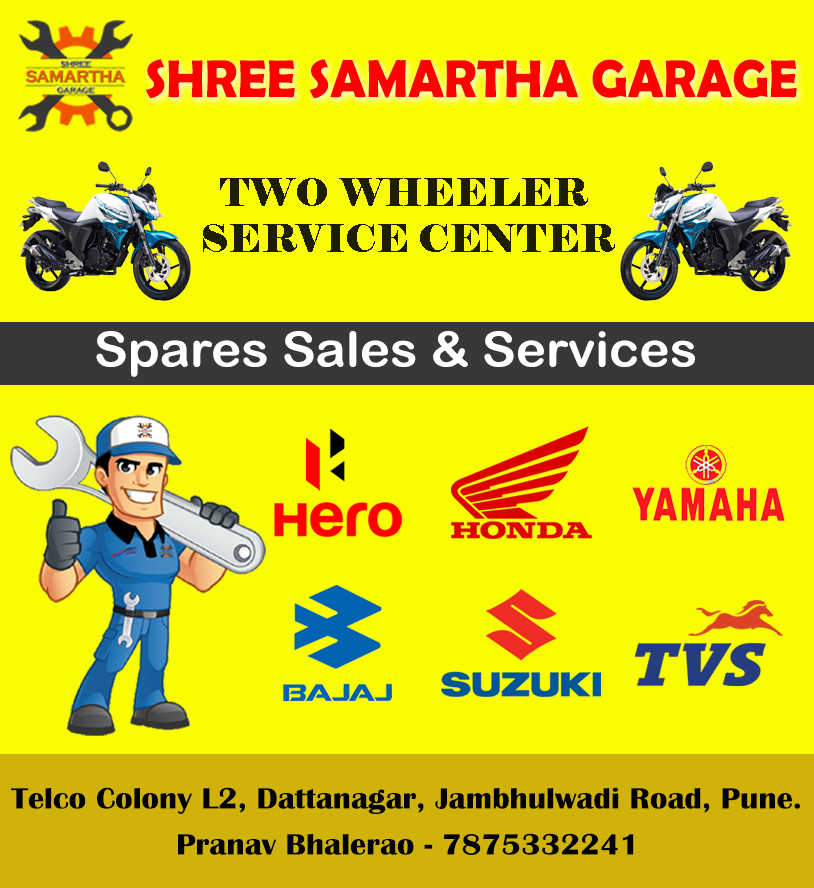 SHREE
SAMARTHA
GARAGE
SHREE SAMARTHA GARAGE
TWO WHEELER
SERVICE CENTER
Spares Sales & Services
Hero
HONDA
YAMAHA
BAJAJ
SUZUKI
TVS
Telco Colony L2, Dattanagar, Jambhulwadi Road, Pune.
Pranav Bhalerao - 7875332241